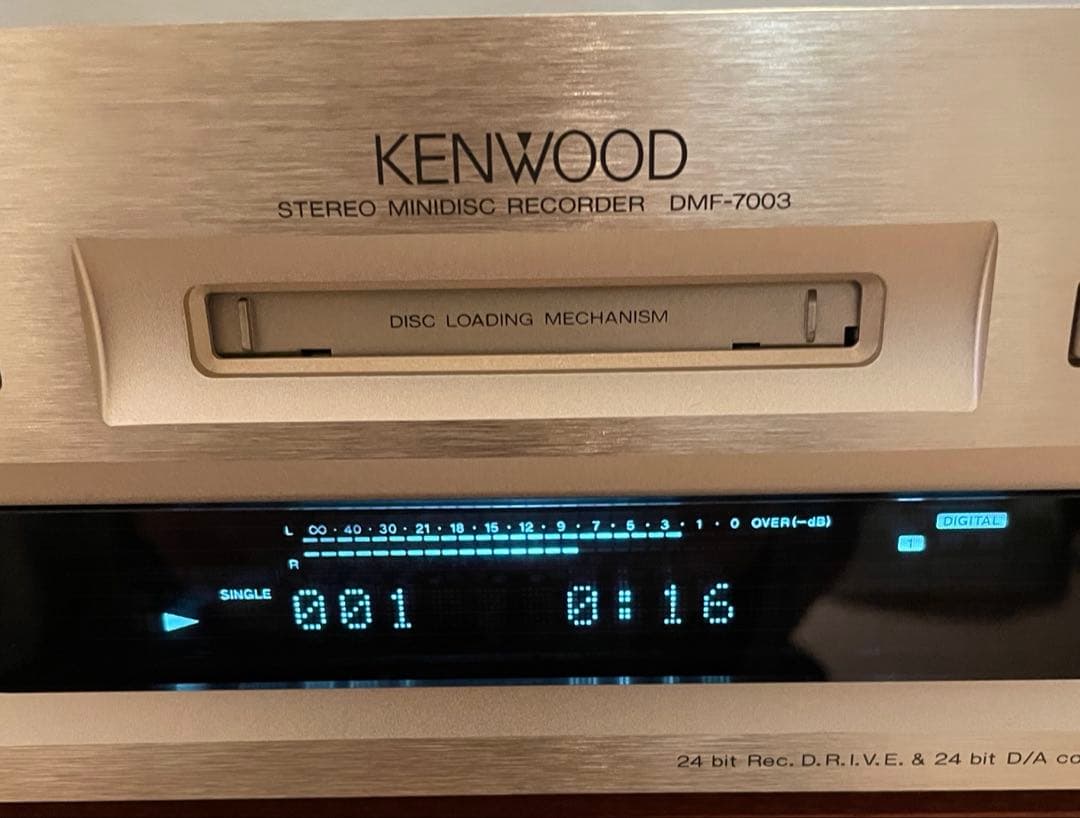 KENWOOD
STEREO MINIDISC RECORDER DMF-7003
DISC LOADING MECHANISM
L ∞ · 40 · 30 · 21 · 18 · 15 · 12 · 9 · 7 · 5 · 3 · 1 · 0 OVER(-dB)
DIGITAL
1
R
SINGLE
001 0:16
24 bit Rec. D.R.I.V.E. & 24 bit D/A co